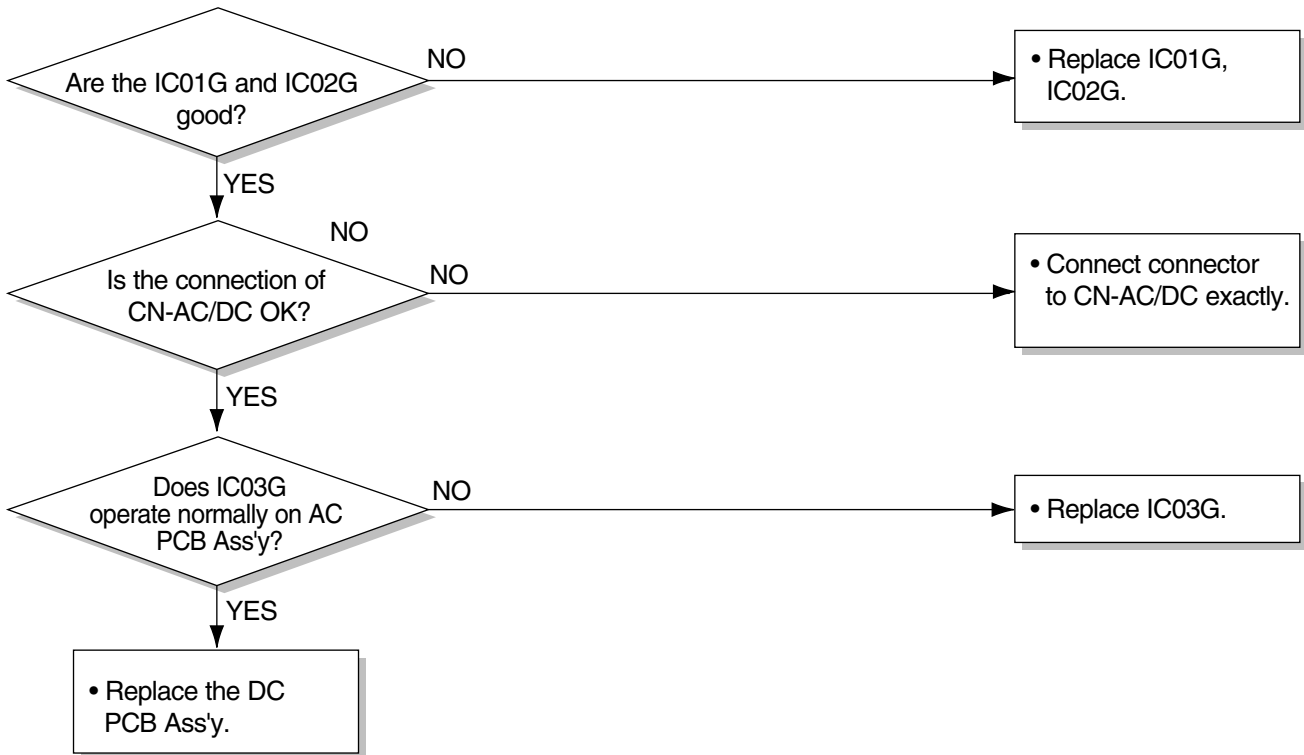 Are the IC01G and IC02G
good?
NO
• Replace IC01G,
IC02G.
YES
NO
Is the connection of
CN-AC/DC OK?
NO
• Connect connector
to CN-AC/DC exactly.
YES
Does IC03G
operate normally on AC
PCB Ass'y?
NO
• Replace IC03G.
YES
• Replace the DC
PCB Ass'y.